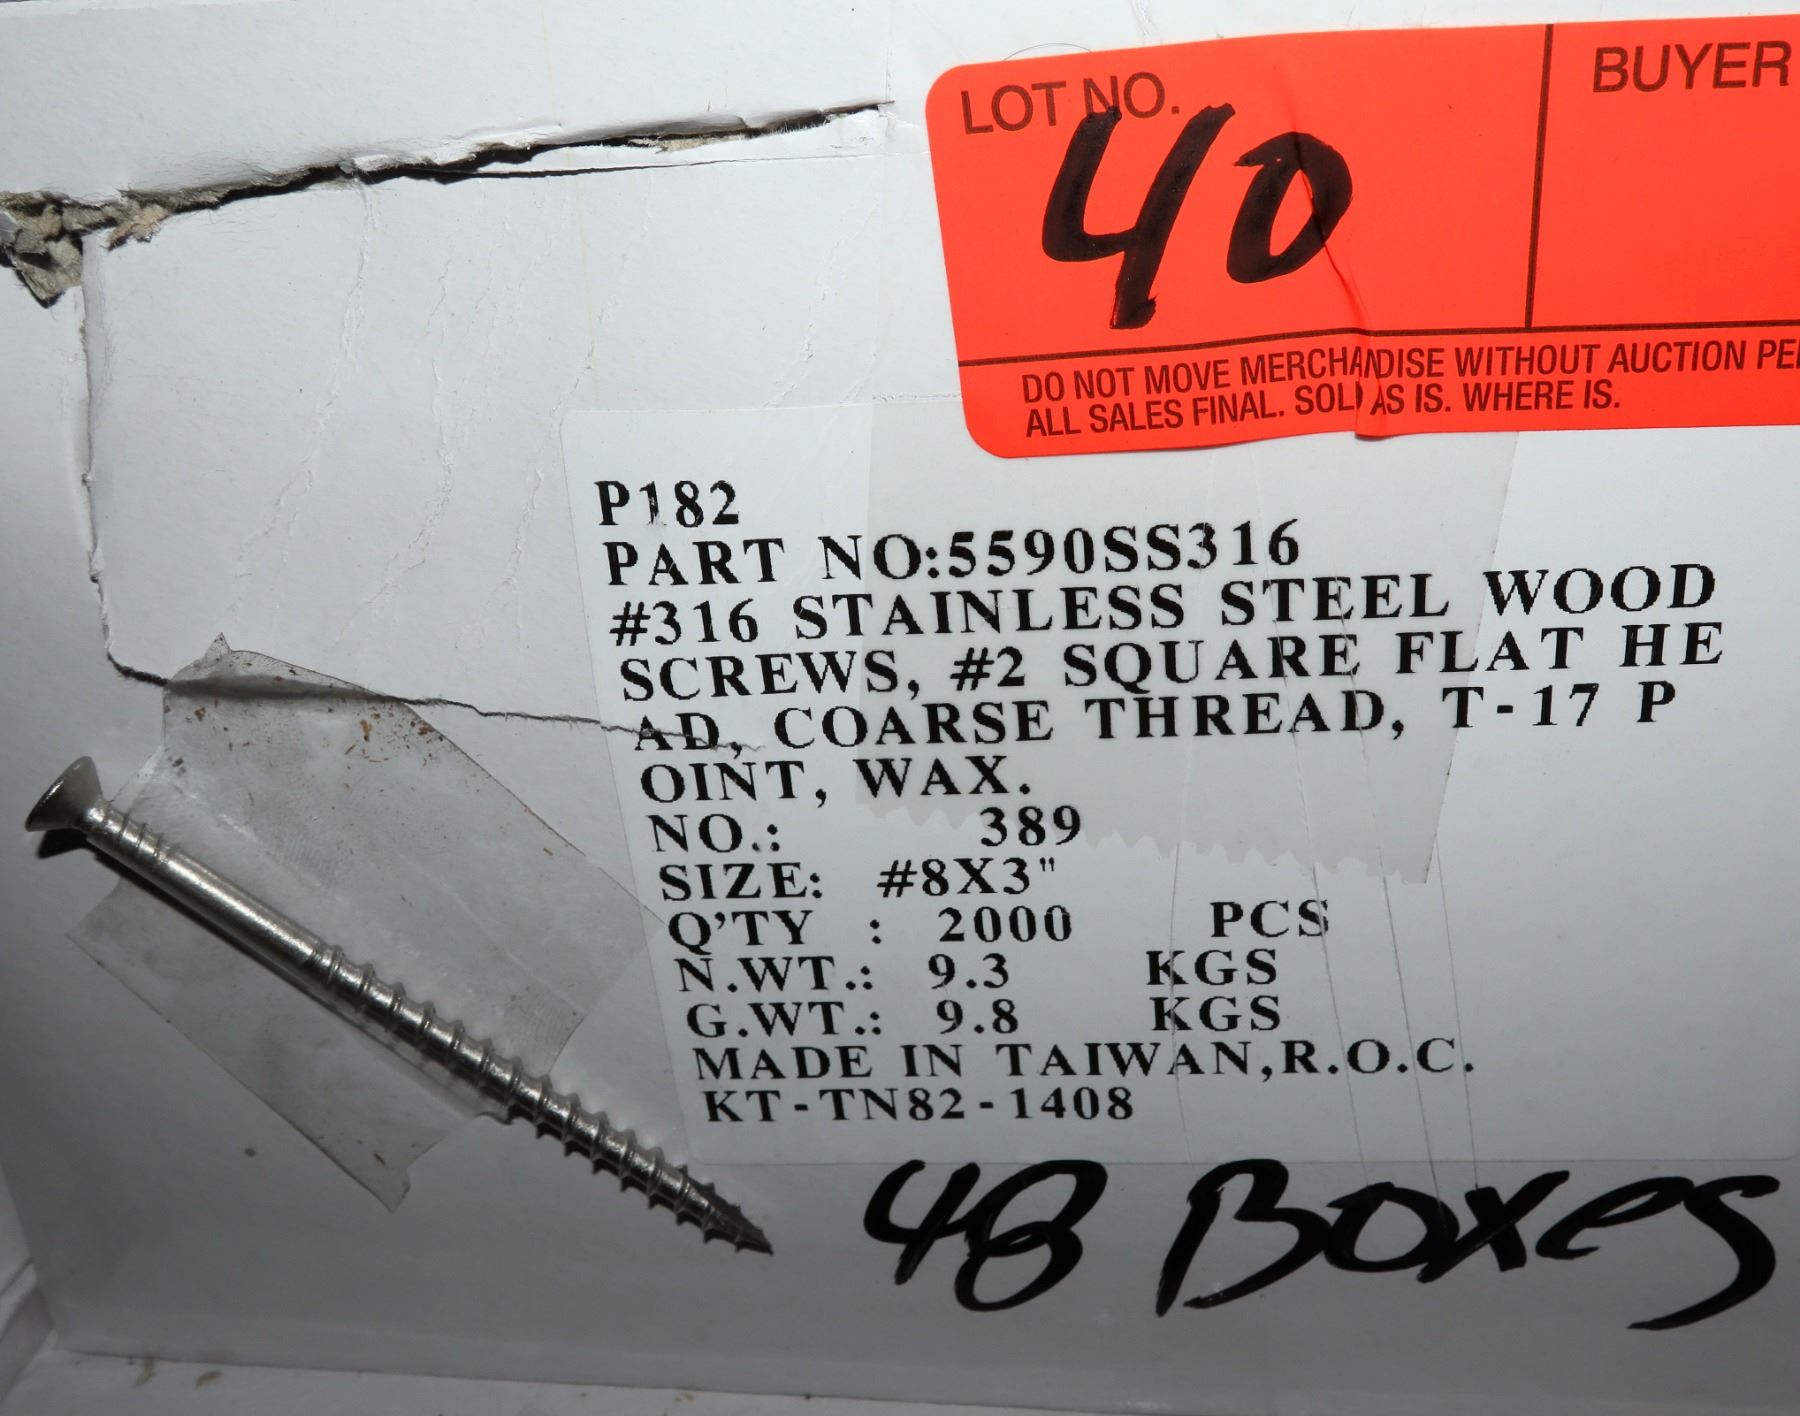 LOT NO.
BUYER
40
DO NOT MOVE MERCHANDISE WITHOUT AUCTION
ALL SALES FINAL. SOLD AS IS. WHERE IS.
P182
PART NO:5590SS316
#316 STAINLESS STEEL WOOD
SCREWS, #2 SQUARE FLAT HE
AD, COARSE THREAD, T-17 P
OINT, WAX.
NO.: 389
SIZE: #8X3"
Q'TY : 2000 PCS
N.WT.: 9.3 KGS
G.WT.: 9.8 KGS
MADE IN TAIWAN,R.O.C.
KT-TN82-1408
48 Boxes